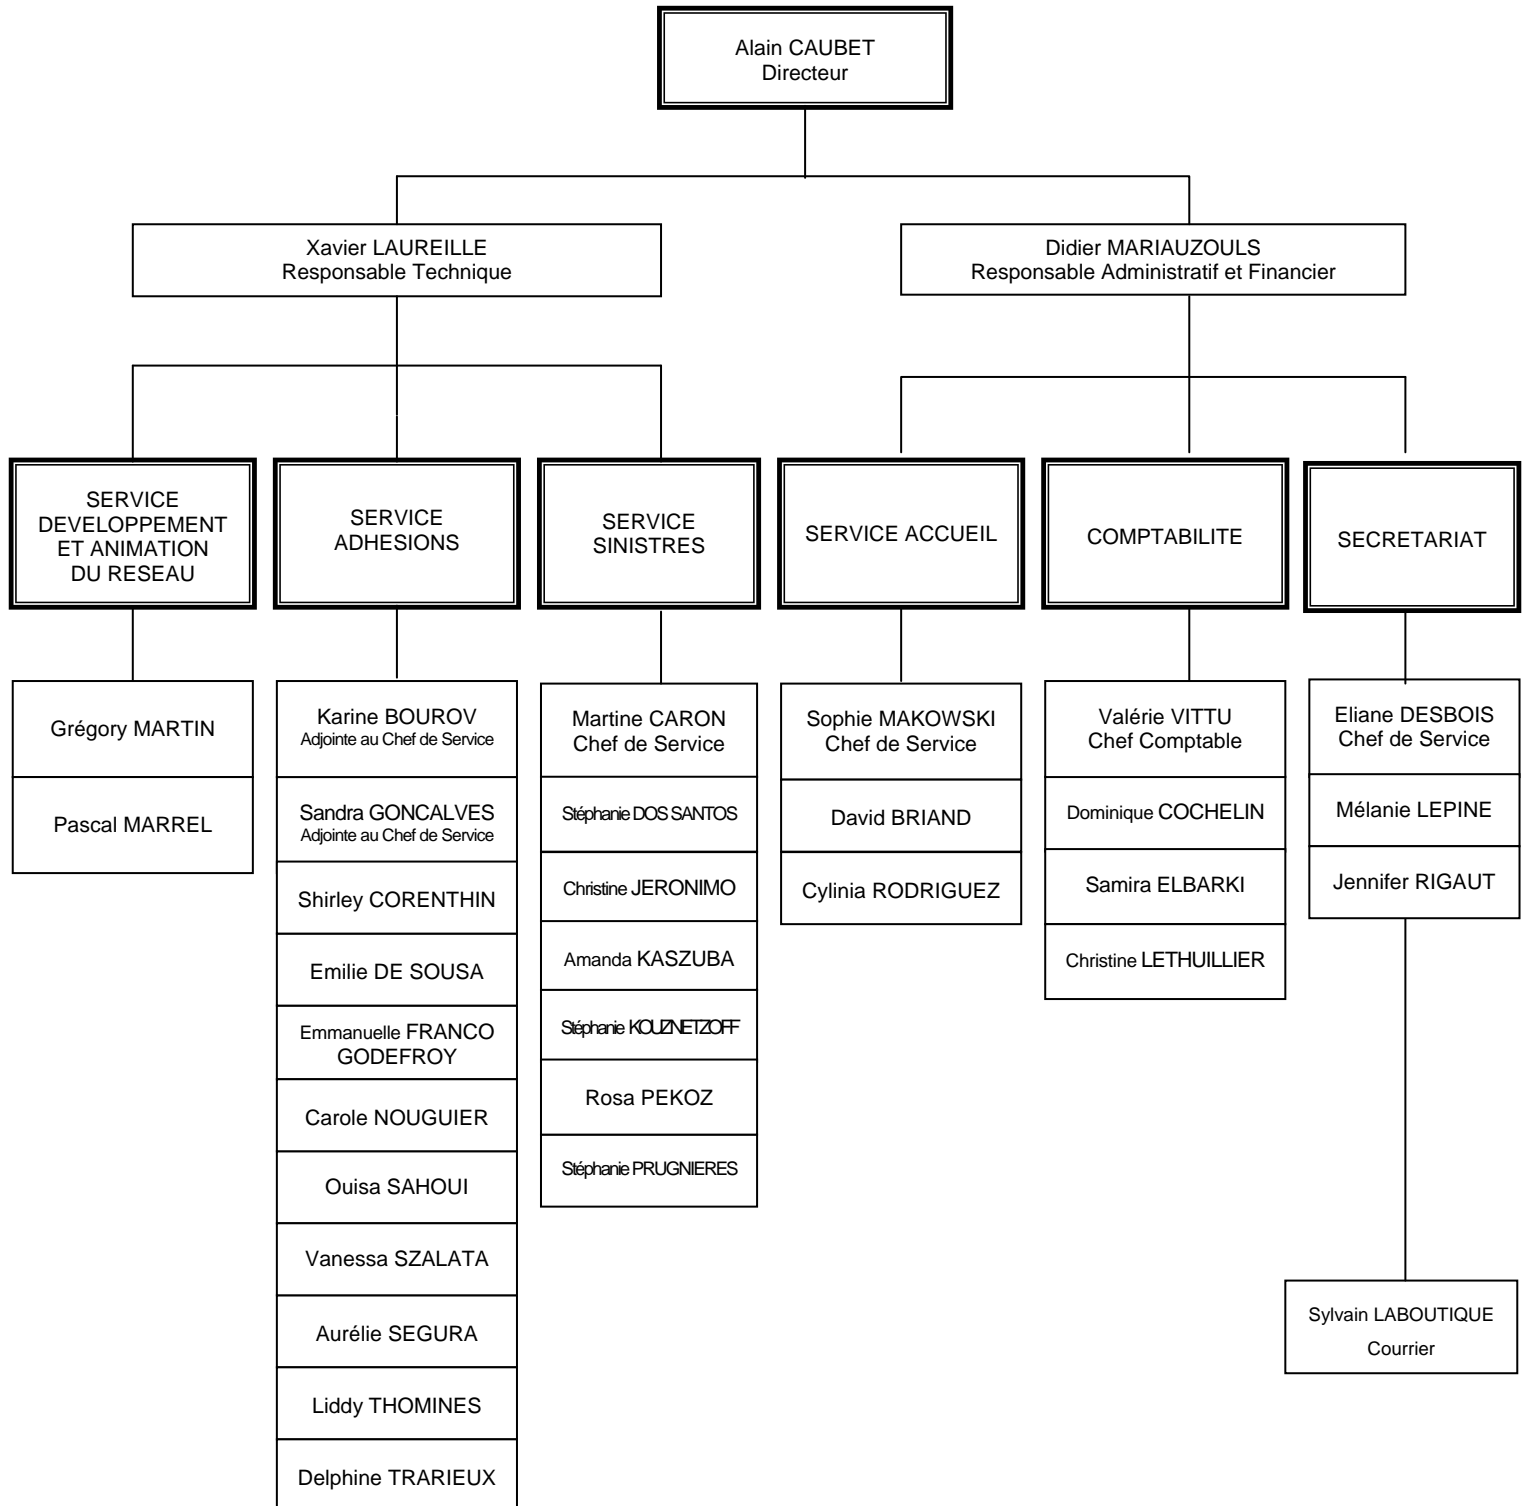 Alain CAUBET
Directeur
Xavier LAUREILLE
Responsable Technique
Didier MARIAUZOULS
Responsable Administratif et Financier
SERVICE
DEVELOPPEMENT
ET ANIMATION
DU RESEAU
SERVICE
ADHESIONS
SERVICE
SINISTRES
SERVICE ACCUEIL
COMPTABILITE
SECRETARIAT
Grégory MARTIN
Pascal MARREL
Karine BOUROV
Adjointe au Chef de Service
Sandra GONCALVES
Adjointe au Chef de Service
Shirley CORENTHIN
Emilie DE SOUSA
Emmanuelle FRANCO
GODEFROY
Carole NOUGUIER
Ouisa SAHOUI
Vanessa SZALATA
Aurélie SEGURA
Liddy THOMINES
Delphine TRARIEUX
Martine CARON
Chef de Service
Stéphanie DOS SANTOS
Christine JERONIMO
Amanda KASZUBA
Stéphanie KOUZNETZOFF
Rosa PEKOZ
Stéphanie PRUGNIERES
Sophie MAKOWSKI
Chef de Service
David BRIAND
Cylinia RODRIGUEZ
Valérie VITTU
Chef Comptable
Dominique COCHELIN
Samira ELBARKI
Christine LETHUILLIER
Eliane DESBOIS
Chef de Service
Mélanie LEPINE
Jennifer RIGAUT
Sylvain LABOUTIQUE
Courrier